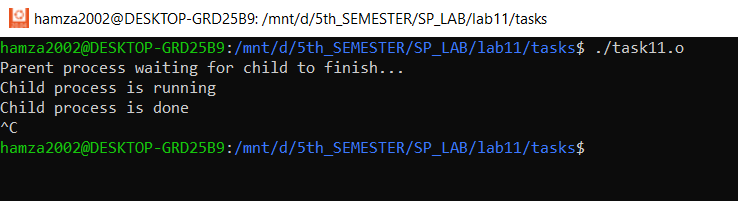 hamza2002@DESKTOP-GRD25B9: /mnt/d/5th_SEMESTER/SP_LAB/lab11/tasks
hamza2002@DESKTOP-GRD25B9:/mnt/d/5th_SEMESTER/SP_LAB/lab11/tasks$ ./task11.o
Parent process waiting for child to finish...
Child process is running
Child process is done
^C
hamza2002@DESKTOP-GRD25B9:/mnt/d/5th_SEMESTER/SP_LAB/lab11/tasks$